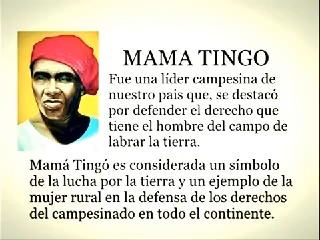 MAMA TINGO
Fue una líder campesina de
nuestro pais que, se destacó
por defender el derecho que
tiene el hombre del campo de
labrar la tierra.
Mamá Tingó es considerada un símbolo
de la lucha por la tierra y un ejemplo de la
mujer rural en la defensa de los derechos
del campesinado en todo el continente.